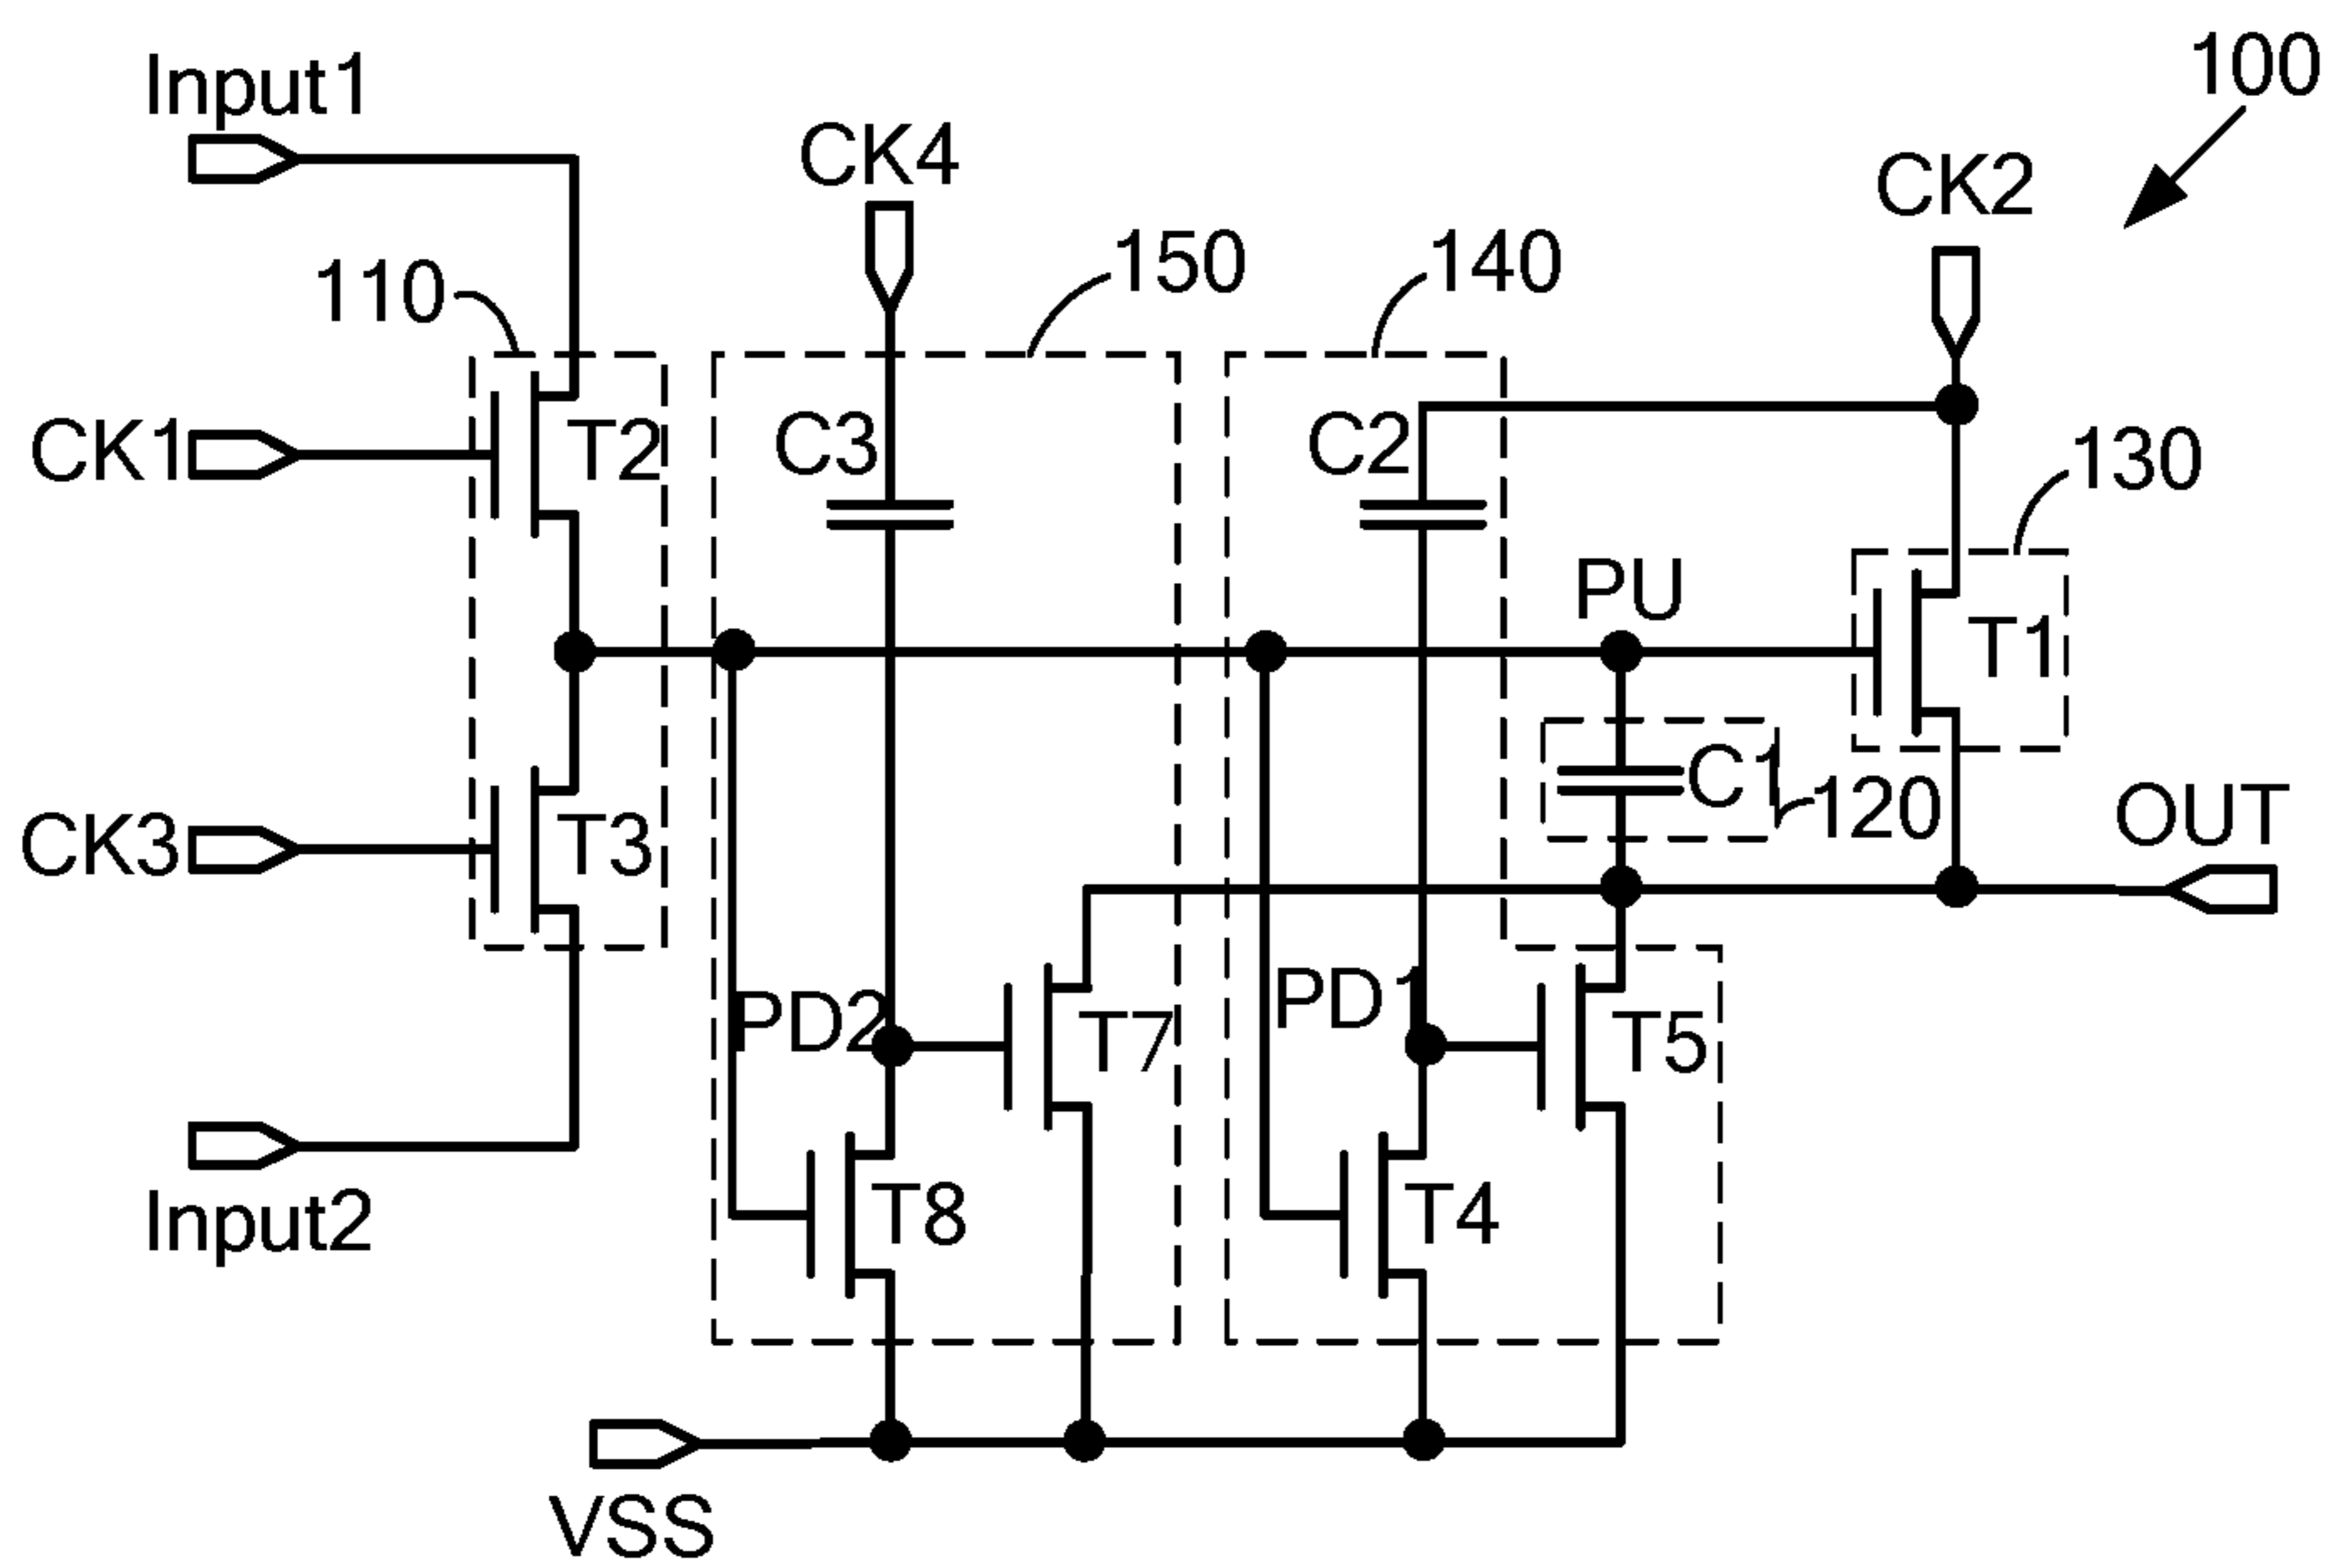 100
Input1
CK4
CK2
150
140
110
130
CK1
T2
C3
C2
PU
T1
C1
120
OUT
CK3
T3
PD2
T7
PD1
T5
T8
T4
Input2
VSS